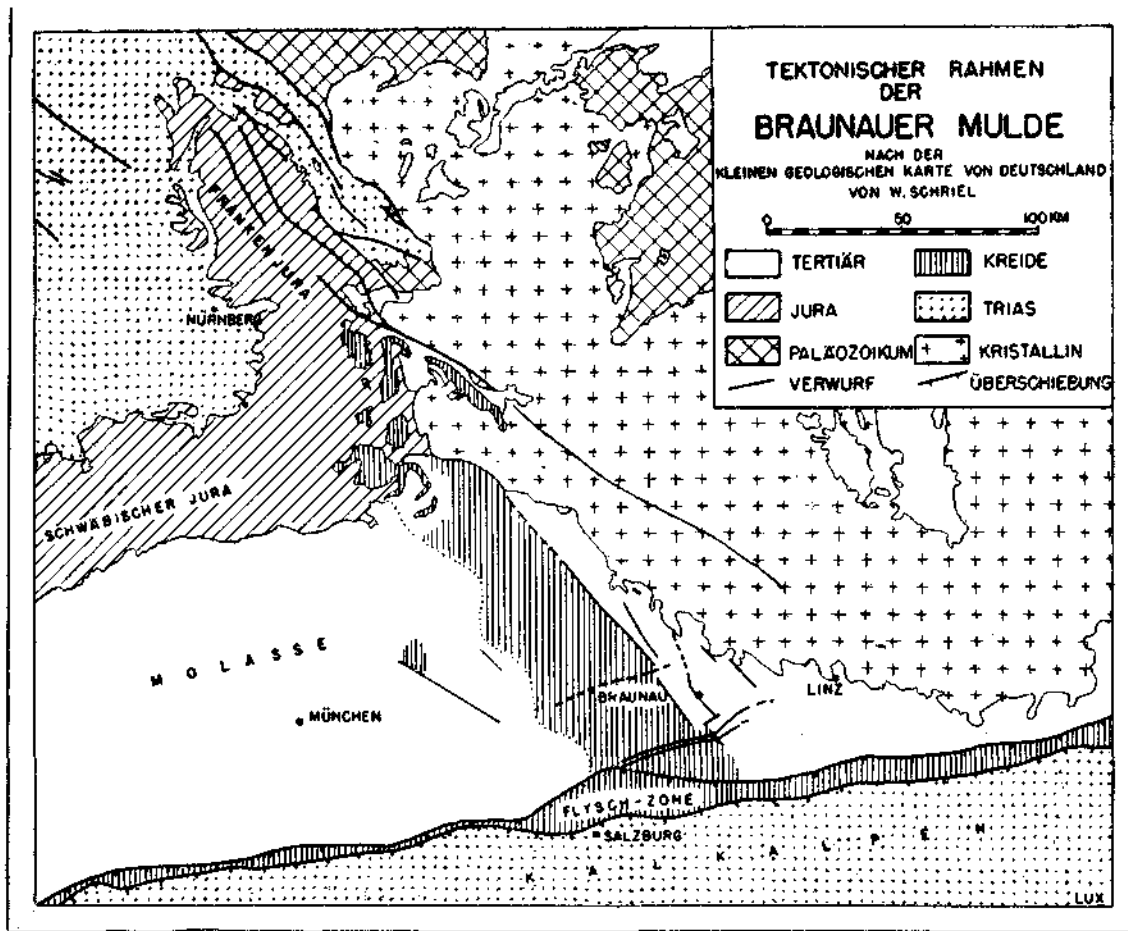 TEKTONISCHER RAHMEN
DER
BRAUNAUER MULDE
NACH DER
KLEINEN GEOLOGISCHEN KARTE VON DEUTSCHLAND
VON W. SCHRIEL
0 50 100 KM
TERTIÄR
KREIDE
JURA
TRIAS
PALÄOZOIKUM
KRISTALLIN
VERWURF
ÜBERSCHIEBUNG
FRANKEN JURA
NÜRNBERG
SCHWÄBISCHER JURA
MOLASSE
MÜNCHEN
BRAUNAU
LINZ
FLYSCH-ZONE
SALZBURG
KALKALPEN
LUX